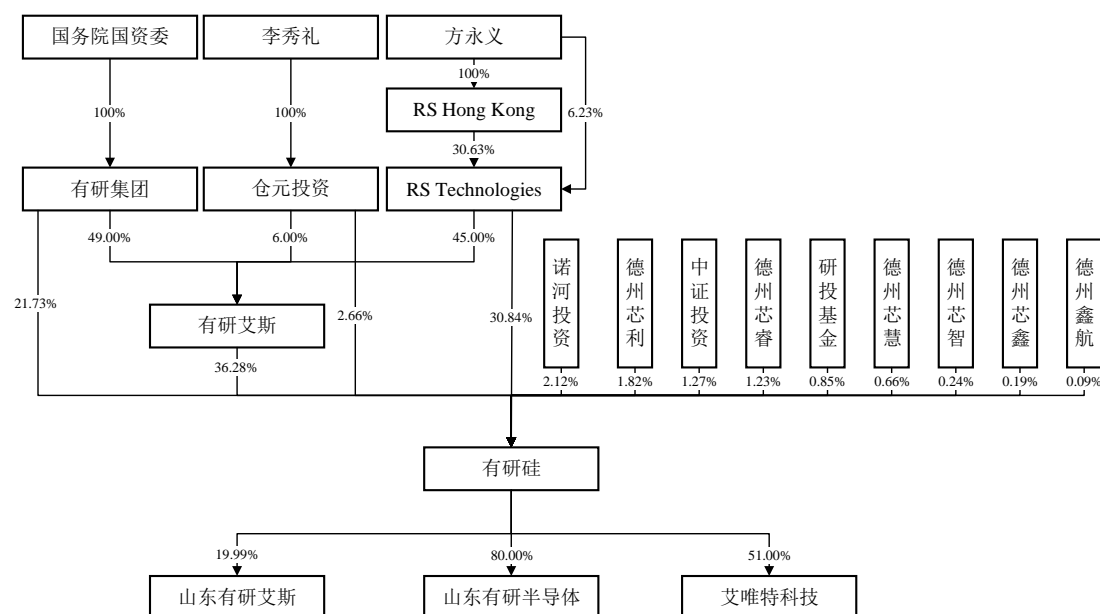 国务院国资委
李秀礼
方永义
100%
100%
100%
RS Hong Kong
6.23%
30.63%
有研集团
仓元投资
RS Technologies
49.00%
6.00%
45.00%
诺河投资
德州芯利
中证投资
德州芯睿
研投基金
德州芯慧
德州芯智
德州芯鑫
德州鑫航
21.73%
有研艾斯
2.66%
30.84%
36.28%
2.12%
1.82%
1.27%
1.23%
0.85%
0.66%
0.24%
0.19%
0.09%
有研硅
19.99%
80.00%
51.00%
山东有研艾斯
山东有研半导体
艾唯特科技